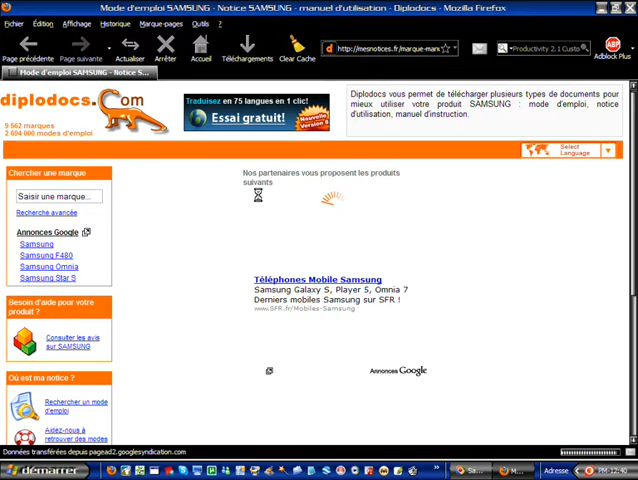 Mode d'emploi SAMSUNG - Notice SAMSUNG - manuel d'utilisation - Diplodocs - Mozilla Firefox
Fichier Édition Affichage Historique Marque-pages Outils ?
Page précédente Page suivante Actualiser Arrêter Accueil Téléchargements Clear Cache
http://mesnotices.fr/marque-man
Productivity 2.1 Custo
Adblock Plus
Mode d'emploi SAMSUNG - Notice S...
diplodocs.Com
9 562 marques
2 694 000 modes d'emploi
Traduisez en 75 langues en 1 clic!
Essai gratuit!
Nouvelle
Version 8
Diplodocs vous permet de télécharger plusieurs types de documents pour
mieux utiliser votre produit SAMSUNG : mode d'emploi, notice
d'utilisation, manuel d'instruction.
Select
Language
Chercher une marque
Saisir une marque...
Recherche avancée
Annonces Google
Samsung
Samsung F480
Samsung Omnia
Samsung Star S
Besoin d'aide pour votre
produit ?
Consulter les avis
sur SAMSUNG
Où est ma notice ?
Rechercher un mode
d'emploi
Aidez-nous à
retrouver des modes
Nos partenaires vous proposent les produits
suivants
Téléphones Mobile Samsung
Samsung Galaxy S, Player 5, Omnia 7
Derniers mobiles Samsung sur SFR !
www.SFR.fr/Mobiles-Samsung
Annonces Google
Données transférées depuis pagead2.googlesyndication.com
démarrer
Sa...
M...
Adresse